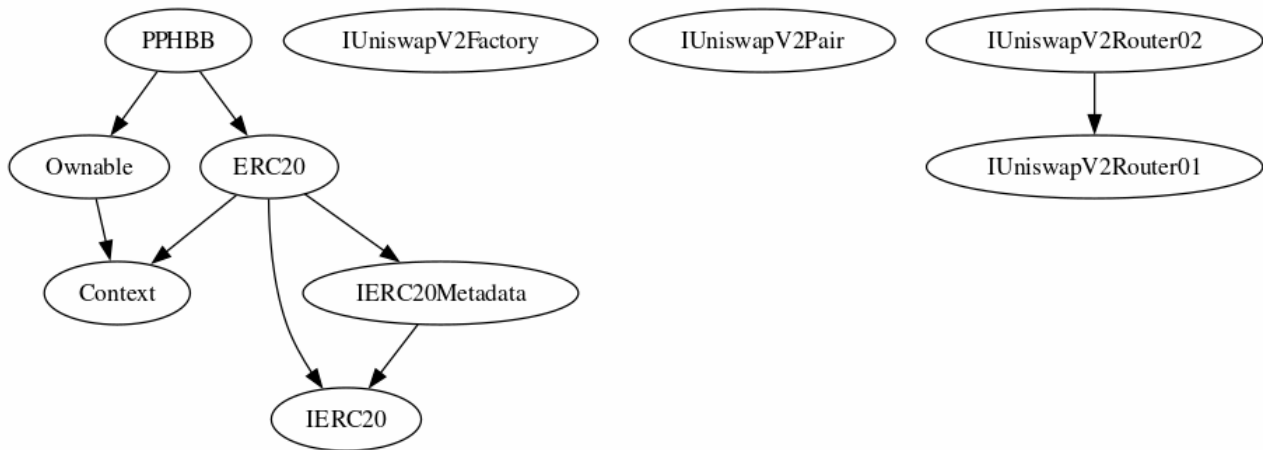 PPHBB
IUniswapV2Factory
IUniswapV2Pair
IUniswapV2Router02
Ownable
ERC20
IUniswapV2Router01
Context
IERC20Metadata
IERC20